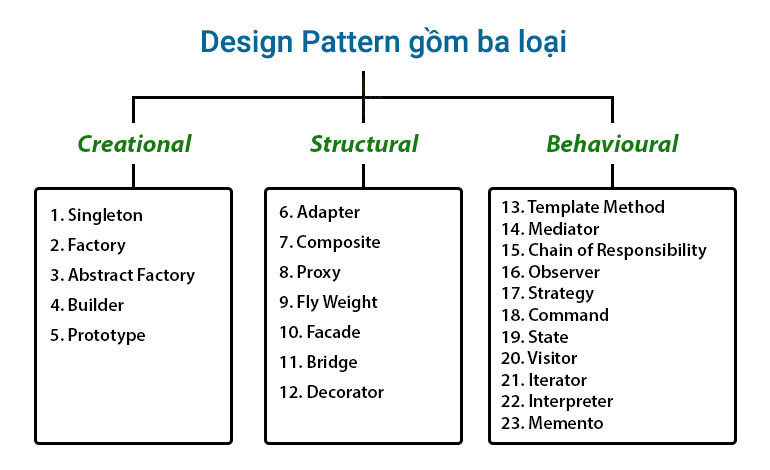 Design Pattern gồm ba loại
Creational
Structural
Behavioural
1. Singleton
2. Factory
3. Abstract Factory
4. Builder
5. Prototype
6. Adapter
7. Composite
8. Proxy
9. Fly Weight
10. Facade
11. Bridge
12. Decorator
13. Template Method
14. Mediator
15. Chain of Responsibility
16. Observer
17. Strategy
18. Command
19. State
20. Visitor
21. Iterator
22. Interpreter
23. Memento